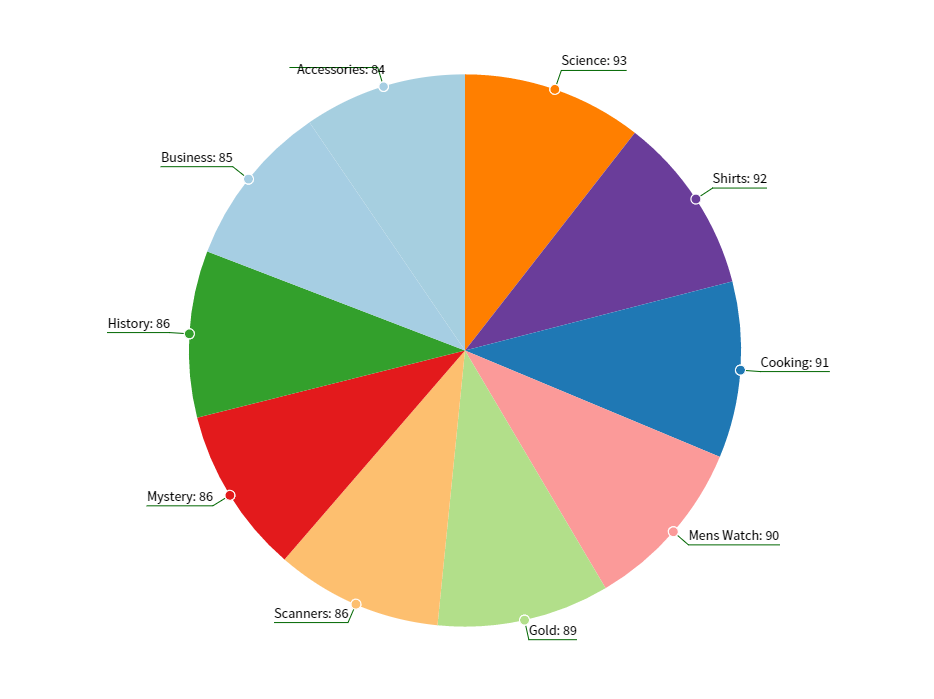 Accessories: 84
Science: 93
Business: 85
Shirts: 92
History: 86
Cooking: 91
Mystery: 86
Mens Watch: 90
Scanners: 86
Gold: 89